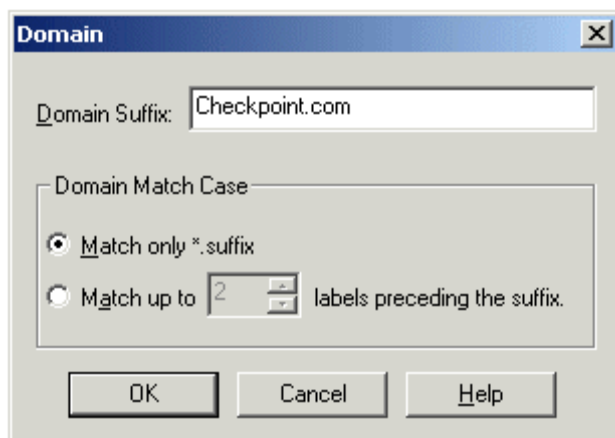 Domain
Domain Suffix: Checkpoint.com
Domain Match Case
Match only *.suffix
Match up to 2 labels preceding the suffix.
OK Cancel Help